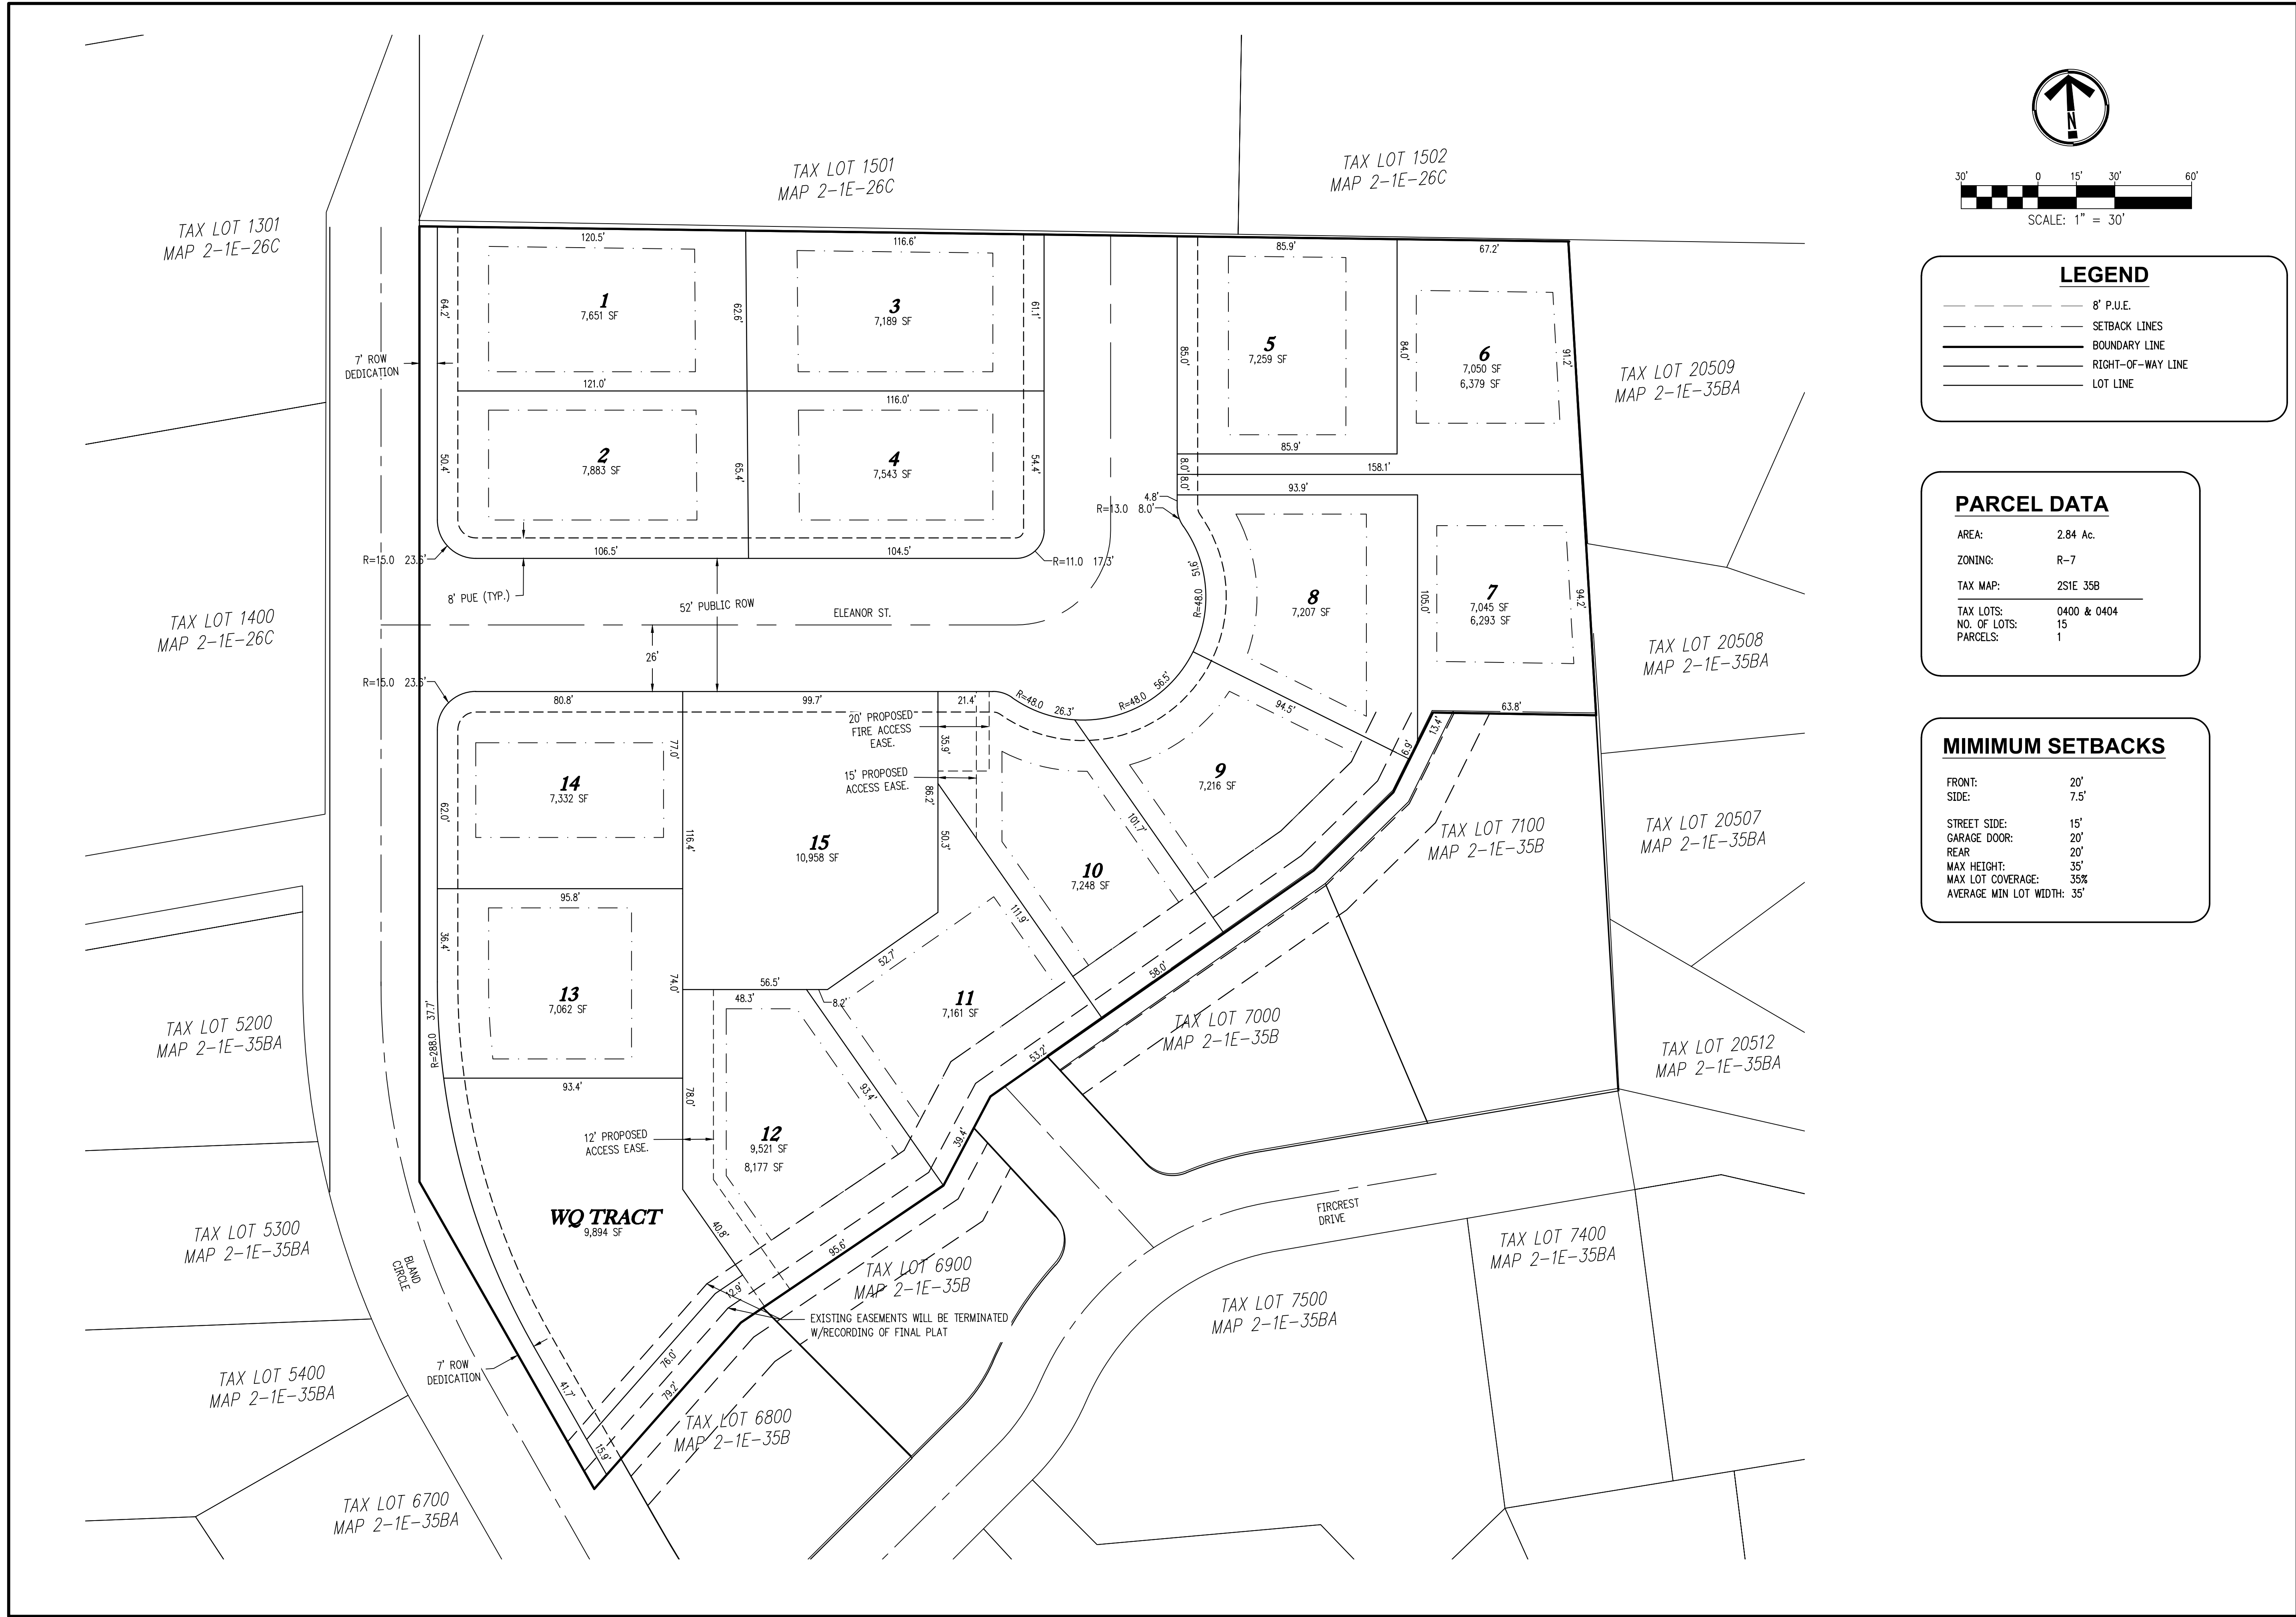 TAX LOT 1501
MAP 2-1E-26C
TAX LOT 1502
MAP 2-1E-26C
TAX LOT 1301
MAP 2-1E-26C
N
30' 0 15' 30' 60'
SCALE: 1" = 30'
LEGEND
8' P.U.E.
SETBACK LINES
BOUNDARY LINE
RIGHT-OF-WAY LINE
LOT LINE
PARCEL DATA
AREA: 2.84 Ac.
ZONING: R-7
TAX MAP: 2S1E 35B
TAX LOTS: 0400 & 0404
NO. OF LOTS: 15
PARCELS: 1
MIMIMUM SETBACKS
FRONT: 20'
SIDE: 7.5'
STREET SIDE: 15'
GARAGE DOOR: 20'
REAR 20'
MAX HEIGHT: 35'
MAX LOT COVERAGE: 35%
AVERAGE MIN LOT WIDTH: 35'
120.5'
116.6'
85.9'
67.2'
64.2'
1
7,651 SF
62.6'
3
7,189 SF
61.1'
85.0'
5
7,259 SF
84.0'
6
7,050 SF
6,379 SF
91.2'
7' ROW
DEDICATION
121.0'
116.0'
TAX LOT 20509
MAP 2-1E-35BA
50.4'
2
7,883 SF
65.4'
4
7,543 SF
54.4'
85.9'
8.0'
8.0'
158.1'
93.9'
4.8'
R=13.0 8.0'
R=15.0 23.6'
106.5'
104.5'
R=11.0 17.3'
51.6'
R=48.0
8
7,207 SF
105.0'
7
7,045 SF
6,293 SF
94.2'
8' PUE (TYP.)
52' PUBLIC ROW
ELEANOR ST.
26'
TAX LOT 1400
MAP 2-1E-26C
TAX LOT 20508
MAP 2-1E-35BA
R=15.0 23.6'
80.8'
99.7'
21.4'
R=48.0 26.3'
R=48.0 56.5'
94.5'
63.8'
13.4'
6.9'
20' PROPOSED
FIRE ACCESS
EASE.
35.9'
15' PROPOSED
ACCESS EASE.
86.2'
50.3'
77.0'
14
7,332 SF
62.0'
116.4'
15
10,958 SF
9
7,216 SF
101.7'
10
7,248 SF
TAX LOT 7100
MAP 2-1E-35B
TAX LOT 20507
MAP 2-1E-35BA
95.8'
36.4'
111.9'
52.7'
58.0'
13
7,062 SF
74.0'
56.5'
48.3'
8.2'
11
7,161 SF
R=288.0 37.7'
53.2'
TAX LOT 7000
MAP 2-1E-35B
TAX LOT 5200
MAP 2-1E-35BA
TAX LOT 20512
MAP 2-1E-35BA
93.4'
78.0'
93.4'
12' PROPOSED
ACCESS EASE.
12
9,521 SF
8,177 SF
39.4'
WQ TRACT
9,894 SF
40.8'
95.6'
FIRCREST
DRIVE
TAX LOT 5300
MAP 2-1E-35BA
BLAND
CIRCLE
TAX LOT 6900
MAP 2-1E-35B
TAX LOT 7400
MAP 2-1E-35BA
12.9'
EXISTING EASEMENTS WILL BE TERMINATED
W/RECORDING OF FINAL PLAT
TAX LOT 7500
MAP 2-1E-35BA
76.0'
79.2'
7' ROW
DEDICATION
41.7'
TAX LOT 5400
MAP 2-1E-35BA
TAX LOT 6800
MAP 2-1E-35B
15.9'
TAX LOT 6700
MAP 2-1E-35BA